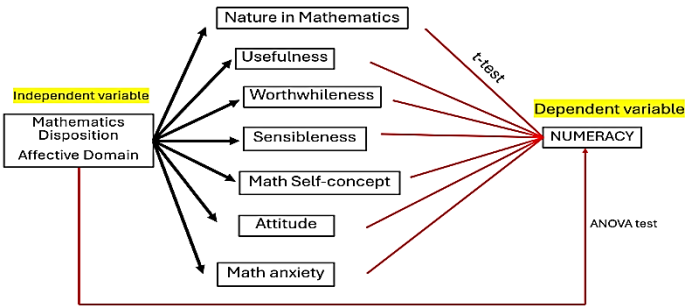 Nature in Mathematics
Usefulness
t-test
Independent variable
Worthwhileness
Dependent variable
Mathematics
Disposition
Affective Domain
Sensibleness
NUMERACY
Math Self-concept
Attitude
ANOVA test
Math anxiety